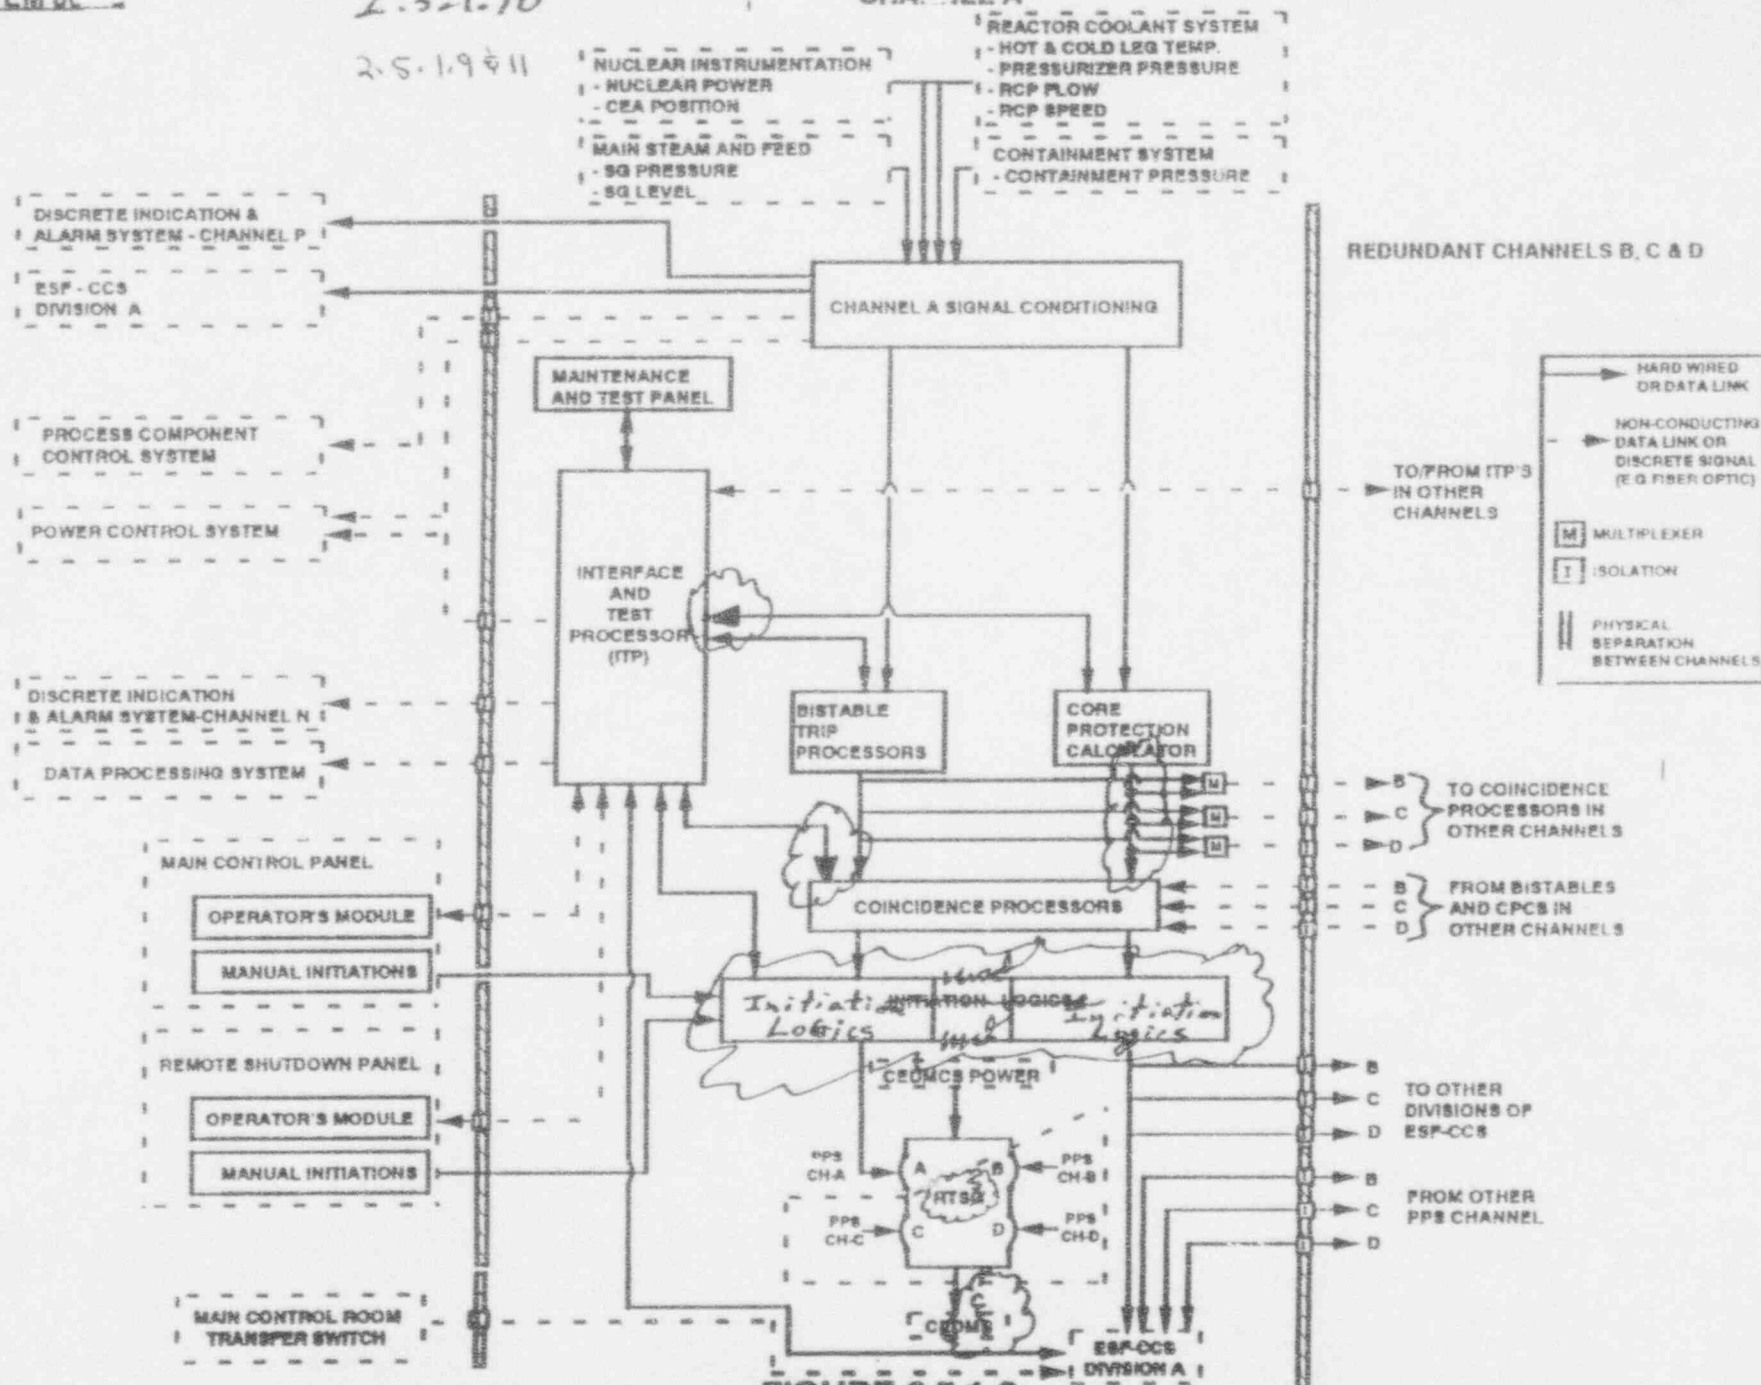 2.5.1.9 & 11
CHANNEL A
NUCLEAR INSTRUMENTATION
- NUCLEAR POWER
- CEA POSITION
REACTOR COOLANT SYSTEM
- HOT & COLD LEG TEMP.
- PRESSURIZER PRESSURE
- RCP FLOW
- RCP SPEED
MAIN STEAM AND FEED
- SG PRESSURE
- SG LEVEL
CONTAINMENT SYSTEM
- CONTAINMENT PRESSURE
DISCRETE INDICATION &
ALARM SYSTEM - CHANNEL P
ESF - CCS
DIVISION A
REDUNDANT CHANNELS B, C & D
CHANNEL A SIGNAL CONDITIONING
MAINTENANCE
AND TEST PANEL
HARD WIRED
OR DATA LINK
NON-CONDUCTING
DATA LINK OR
DISCRETE SIGNAL
(E.G FIBER OPTIC)
M MULTIPLEXER
I ISOLATION
PHYSICAL
SEPARATION
BETWEEN CHANNELS
PROCESS COMPONENT
CONTROL SYSTEM
POWER CONTROL SYSTEM
TO/FROM ITP'S
IN OTHER
CHANNELS
I
INTERFACE
AND
TEST
PROCESSOR
(ITP)
DISCRETE INDICATION
& ALARM SYSTEM-CHANNEL N
DATA PROCESSING SYSTEM
BISTABLE
TRIP
PROCESSORS
CORE
PROTECTION
CALCULATOR
M
M
M
B
C
D
TO COINCIDENCE
PROCESSORS IN
OTHER CHANNELS
MAIN CONTROL PANEL
OPERATOR'S MODULE
MANUAL INITIATIONS
COINCIDENCE PROCESSORS
B
C
D
FROM BISTABLES
AND CPCS IN
OTHER CHANNELS
INITIATION LOGICS
Initiation
Logics
Initiation
Logics
REMOTE SHUTDOWN PANEL
OPERATOR'S MODULE
MANUAL INITIATIONS
CEDMCS POWER
B
C
D
TO OTHER
DIVISIONS OF
ESF-CCS
PPS
CH-A
A
B
PPS
CH-B
RTSG
PPS
CH-C
C
D
PPS
CH-D
B
C
D
FROM OTHER
PPS CHANNEL
MAIN CONTROL ROOM
TRANSFER SWITCH
ESF-CCS
DIVISION A